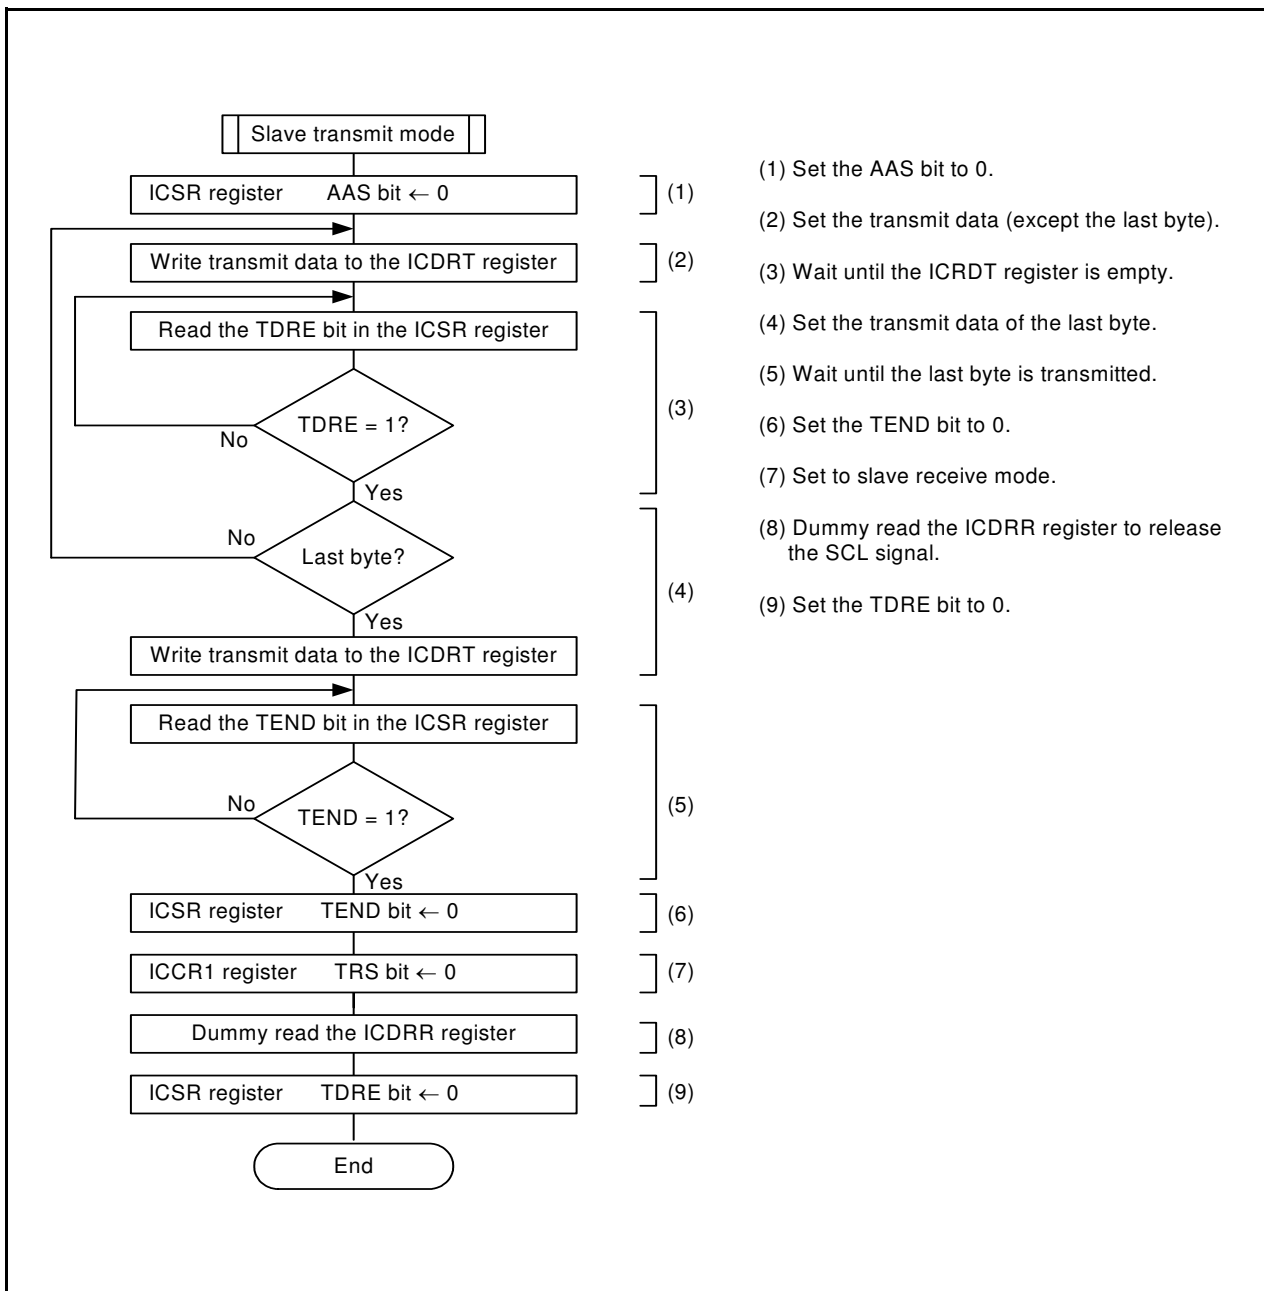 Slave transmit mode
ICSR register AAS bit ← 0
(1)
Write transmit data to the ICDRT register
(2)
Read the TDRE bit in the ICSR register
TDRE = 1?
No
Yes
(3)
No
Last byte?
Yes
(4)
Write transmit data to the ICDRT register
Read the TEND bit in the ICSR register
No
TEND = 1?
Yes
(5)
ICSR register TEND bit ← 0
(6)
ICCR1 register TRS bit ← 0
(7)
Dummy read the ICDRR register
(8)
ICSR register TDRE bit ← 0
(9)
End
(1) Set the AAS bit to 0.
(2) Set the transmit data (except the last byte).
(3) Wait until the ICRDT register is empty.
(4) Set the transmit data of the last byte.
(5) Wait until the last byte is transmitted.
(6) Set the TEND bit to 0.
(7) Set to slave receive mode.
(8) Dummy read the ICDRR register to release
the SCL signal.
(9) Set the TDRE bit to 0.